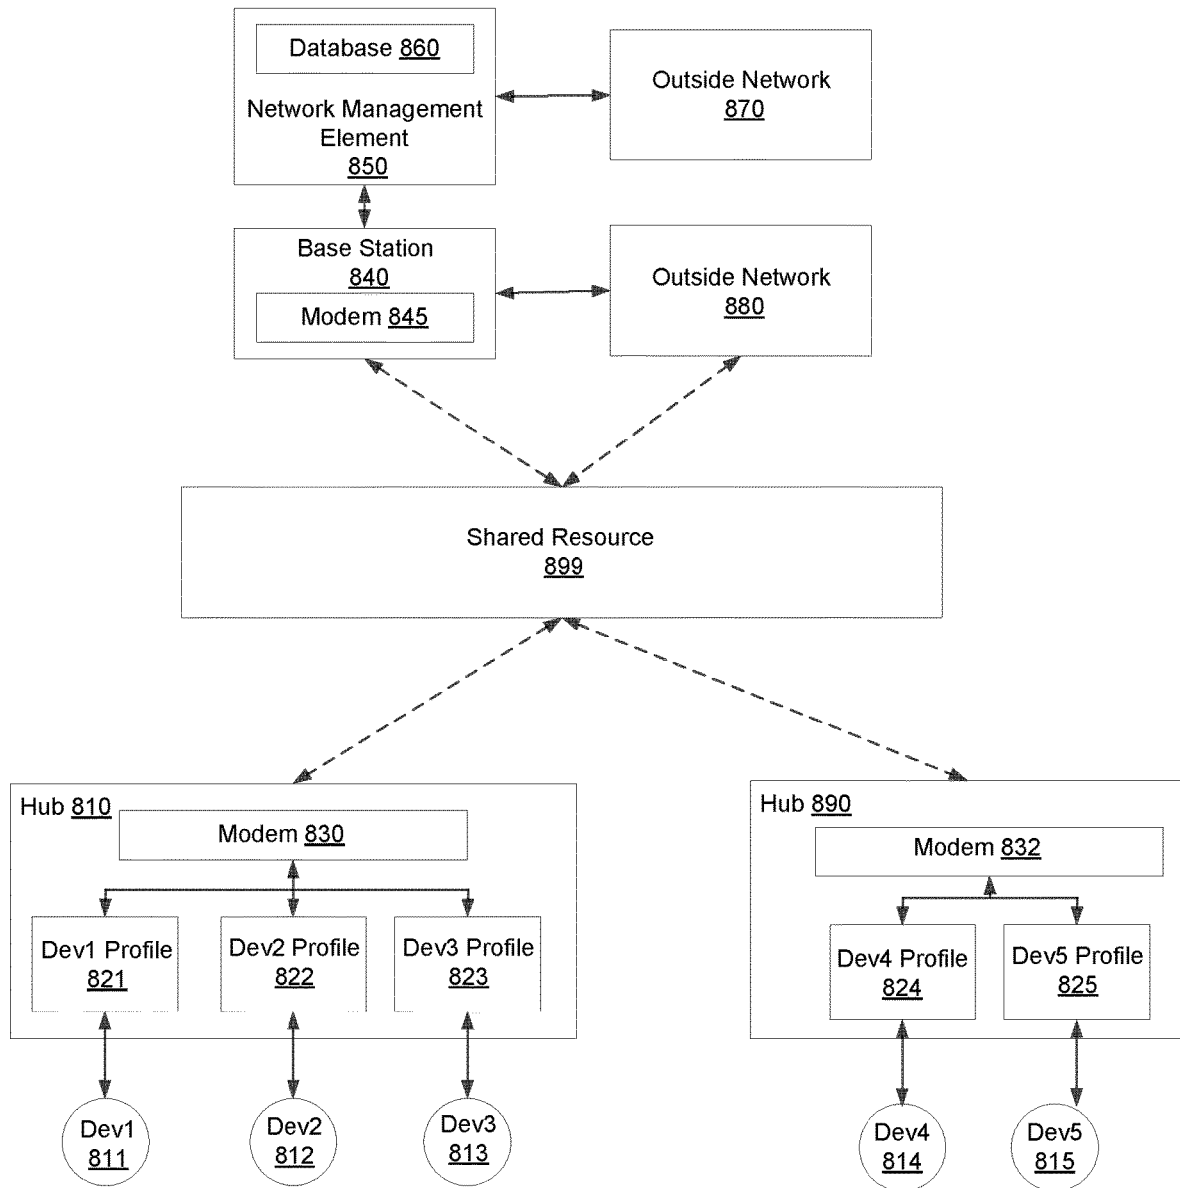 Database 860
Network Management
Element
850
Outside Network
870
Base Station
840
Modem 845
Outside Network
880
Shared Resource
899
Hub 810
Modem 830
Dev1 Profile
821
Dev2 Profile
822
Dev3 Profile
823
Hub 890
Modem 832
Dev4 Profile
824
Dev5 Profile
825
Dev1
811
Dev2
812
Dev3
813
Dev4
814
Dev5
815